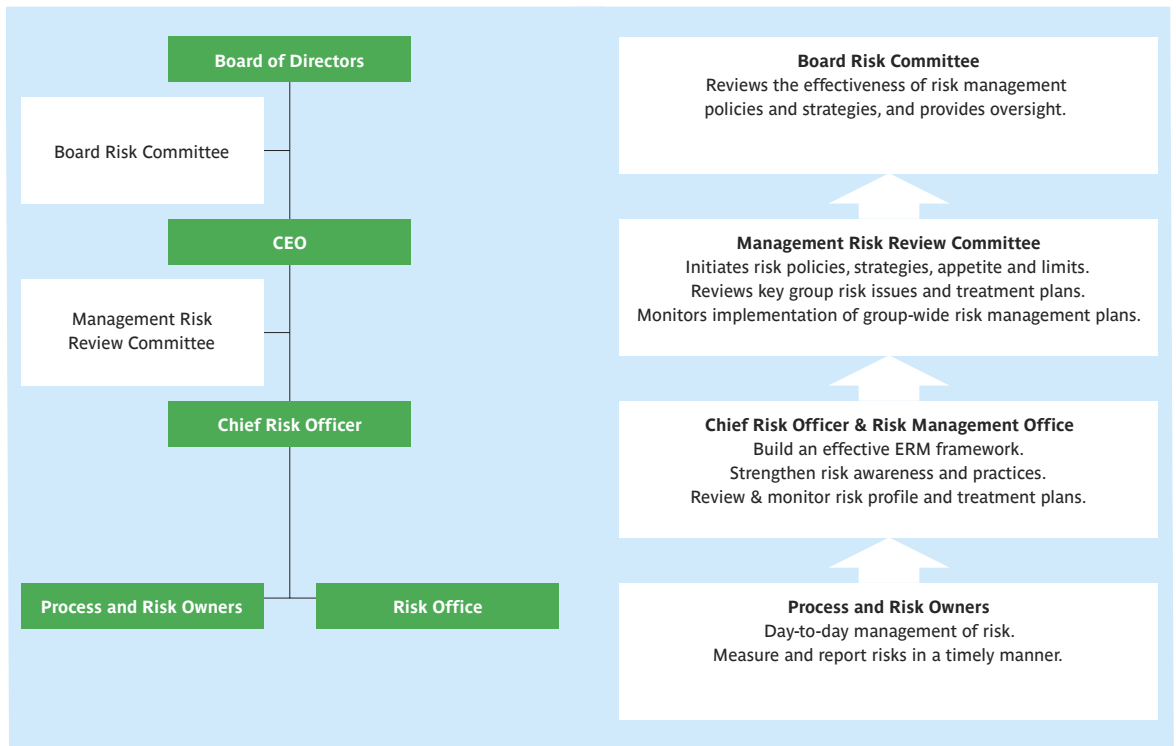 Board of Directors
Board Risk Committee
CEO
Management Risk
Review Committee
Chief Risk Officer
Process and Risk Owners
Risk Office
Board Risk Committee
Reviews the effectiveness of risk management
policies and strategies, and provides oversight.
Management Risk Review Committee
Initiates risk policies, strategies, appetite and limits.
Reviews key group risk issues and treatment plans.
Monitors implementation of group-wide risk management plans.
Chief Risk Officer & Risk Management Office
Build an effective ERM framework.
Strengthen risk awareness and practices.
Review & monitor risk profile and treatment plans.
Process and Risk Owners
Day-to-day management of risk.
Measure and report risks in a timely manner.